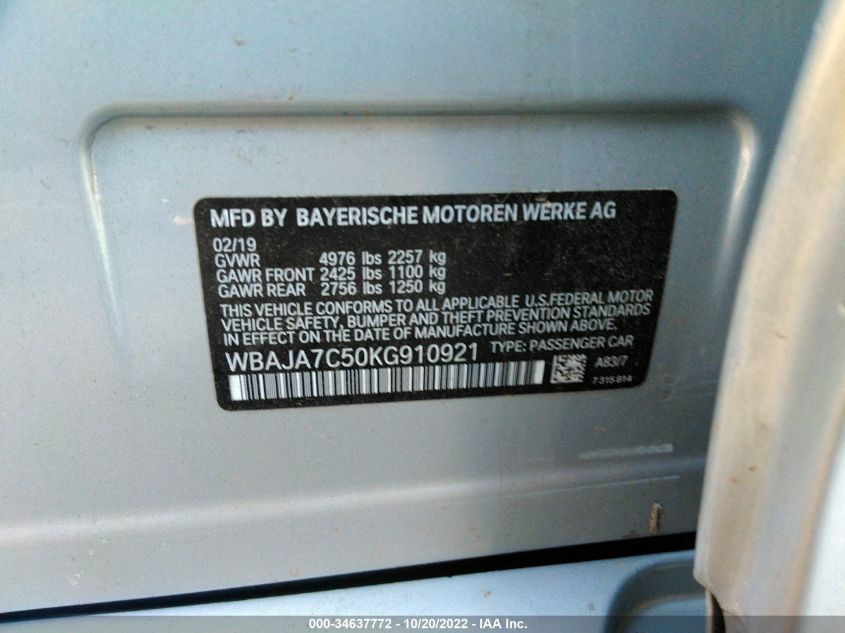 MFD BY BAYERISCHE MOTOREN WERKE AG
02/19
GVWR 4976 lbs 2257 kg
GAWR FRONT 2425 lbs 1100 kg
GAWR REAR 2756 lbs 1250 kg
THIS VEHICLE CONFORMS TO ALL APPLICABLE U.S.FEDERAL MOTOR
VEHICLE SAFETY, BUMPER AND THEFT PREVENTION STANDARDS
IN EFFECT ON THE DATE OF MANUFACTURE SHOWN ABOVE.
WBAJA7C50KG910921 TYPE: PASSENGER CAR
A83/7
7 315 814
000-34637772 | 10/20/2022 - IAA Inc.